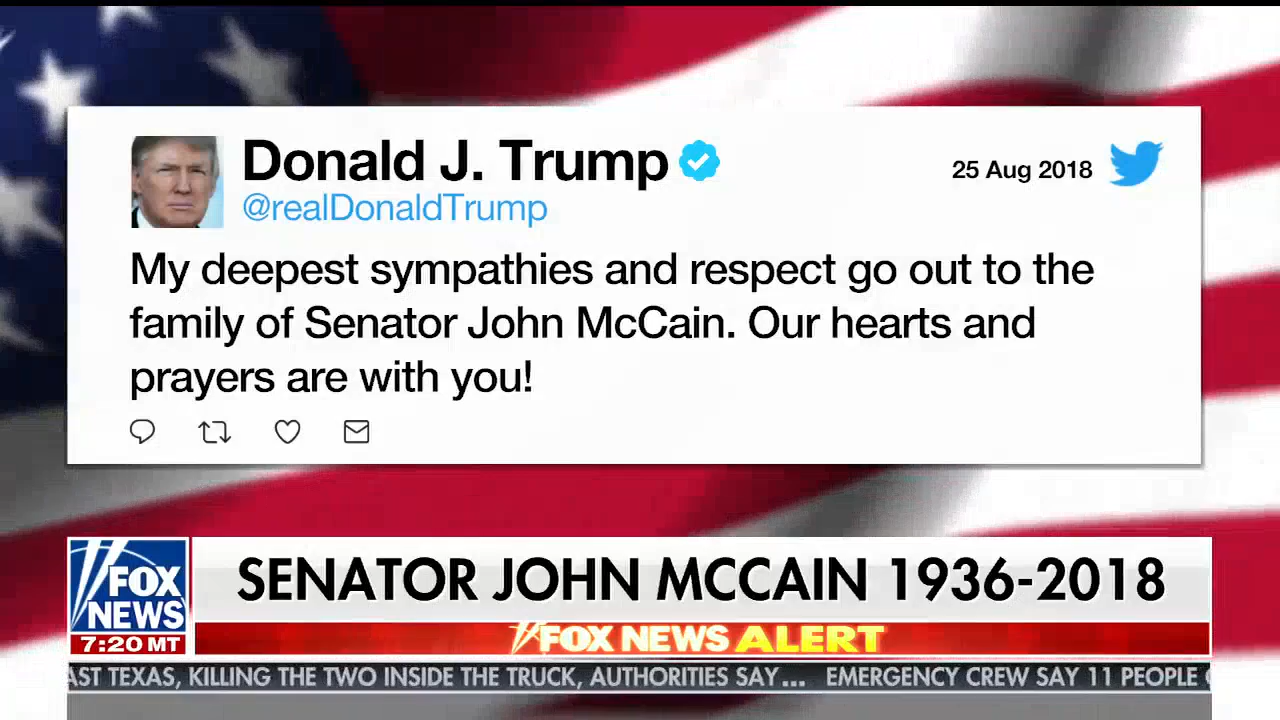 Donald J. Trump
@realDonaldTrump
25 Aug 2018
My deepest sympathies and respect go out to the
family of Senator John McCain. Our hearts and
prayers are with you!
SENATOR JOHN MCCAIN 1936-2018
FOX
NEWS
7:20 MT
FOX NEWS ALERT
TEXAS, KILLING THE TWO INSIDE THE TRUCK, AUTHORITIES SAY... EMERGENCY CREW SAY 11 PEOPLE